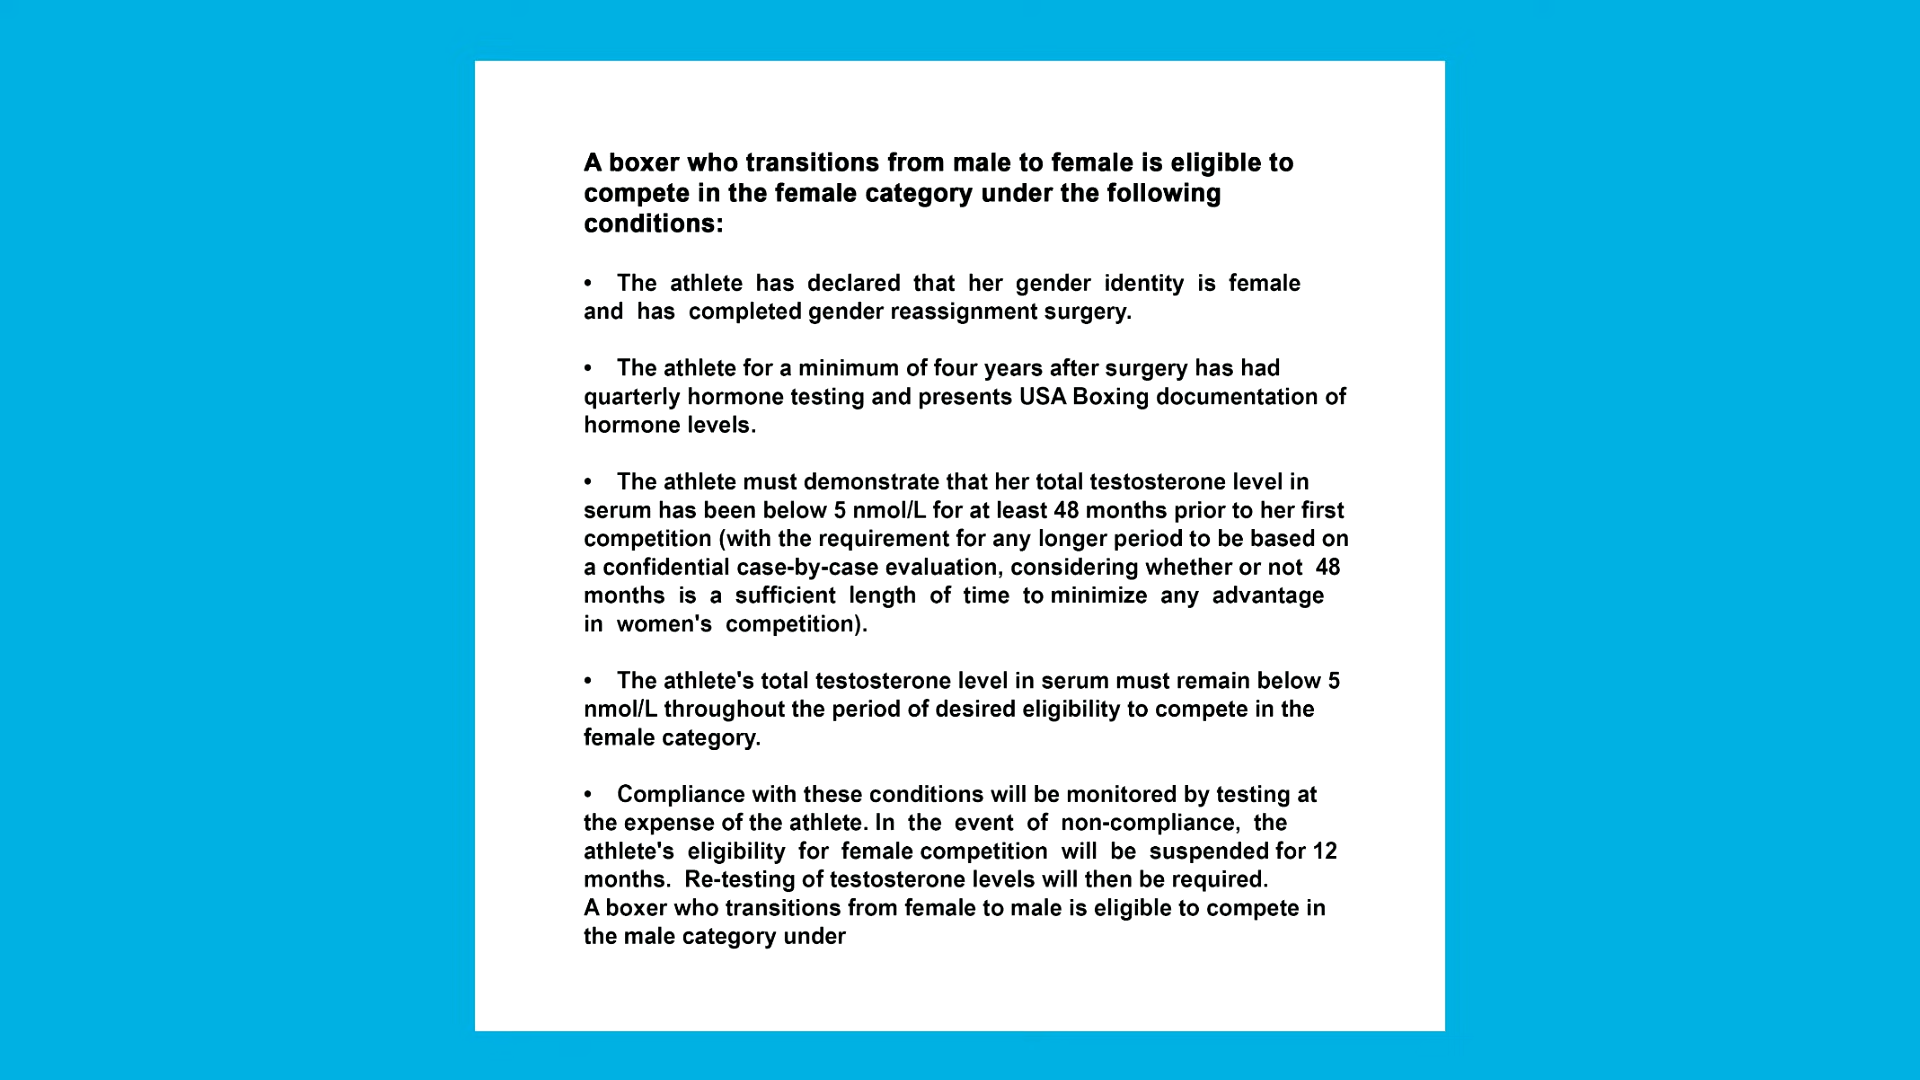 A boxer who transitions from male to female is eligible to
compete in the female category under the following
conditions:
• The athlete has declared that her gender identity is female
and has completed gender reassignment surgery.
• The athlete for a minimum of four years after surgery has had
quarterly hormone testing and presents USA Boxing documentation of
hormone levels.
• The athlete must demonstrate that her total testosterone level in
serum has been below 5 nmol/L for at least 48 months prior to her first
competition (with the requirement for any longer period to be based on
a confidential case-by-case evaluation, considering whether or not 48
months is a sufficient length of time to minimize any advantage
in women's competition).
• The athlete's total testosterone level in serum must remain below 5
nmol/L throughout the period of desired eligibility to compete in the
female category.
• Compliance with these conditions will be monitored by testing at
the expense of the athlete. In the event of non-compliance, the
athlete's eligibility for female competition will be suspended for 12
months. Re-testing of testosterone levels will then be required.
A boxer who transitions from female to male is eligible to compete in
the male category under